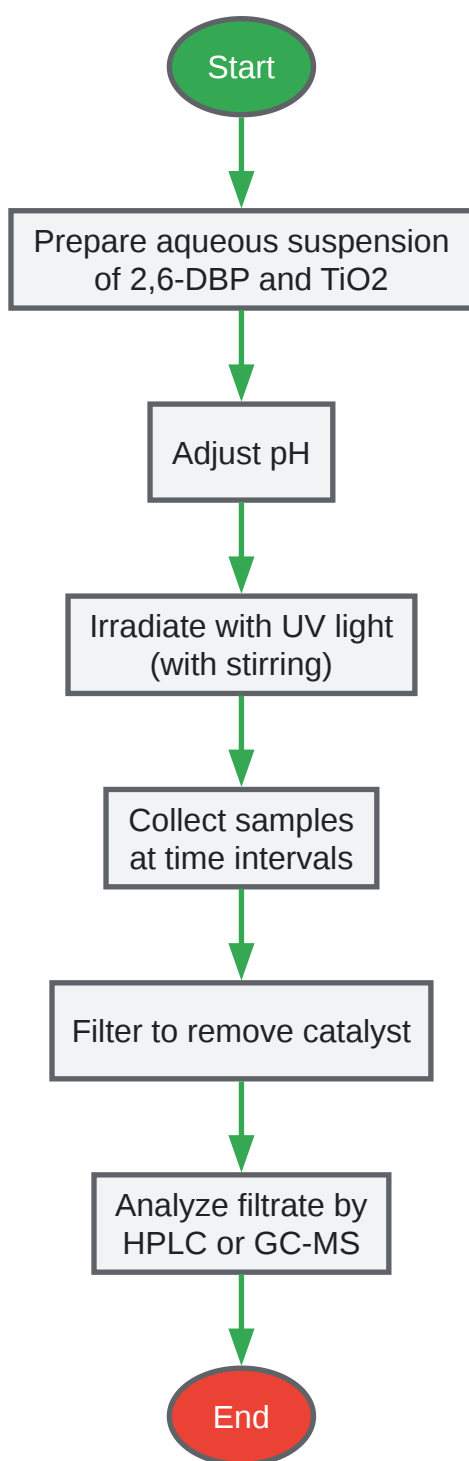 Start
Prepare aqueous suspension
of 2,6-DBP and TiO2
Adjust pH
Irradiate with UV light
(with stirring)
Collect samples
at time intervals
Filter to remove catalyst
Analyze filtrate by
HPLC or GC-MS
End